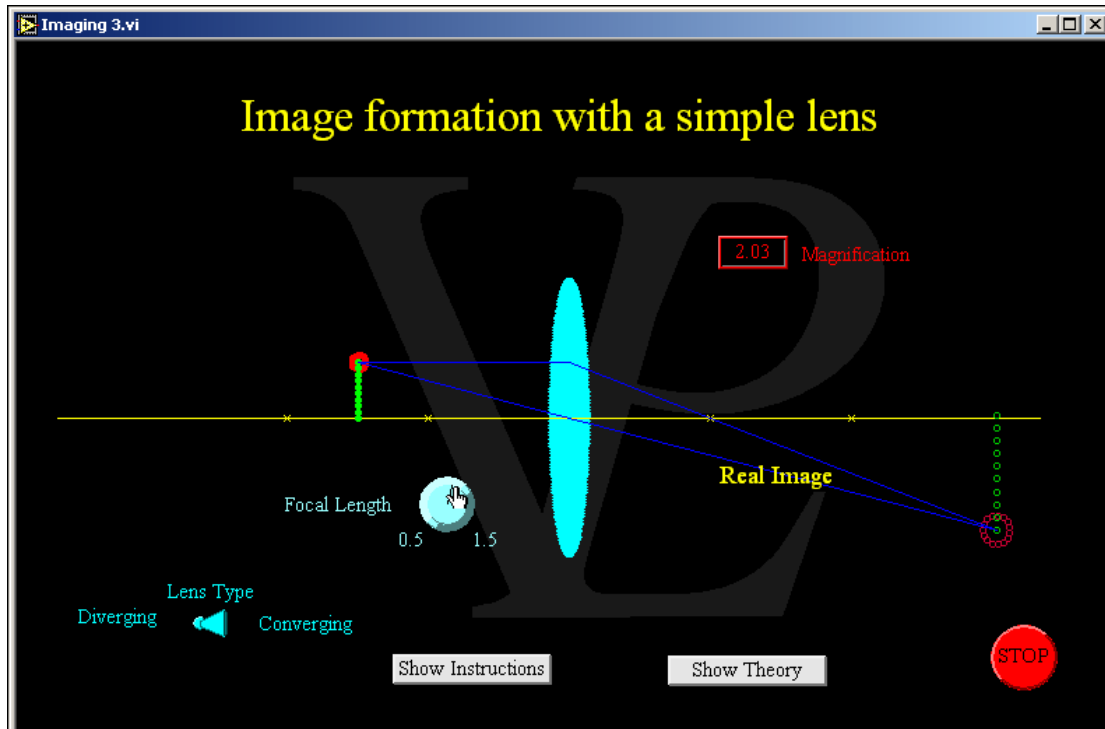 Imaging 3.vi
Image formation with a simple lens
2.03 Magnification
Real Image
Focal Length
0.5 1.5
Lens Type
Diverging Converging
Show Instructions Show Theory
STOP
VPL